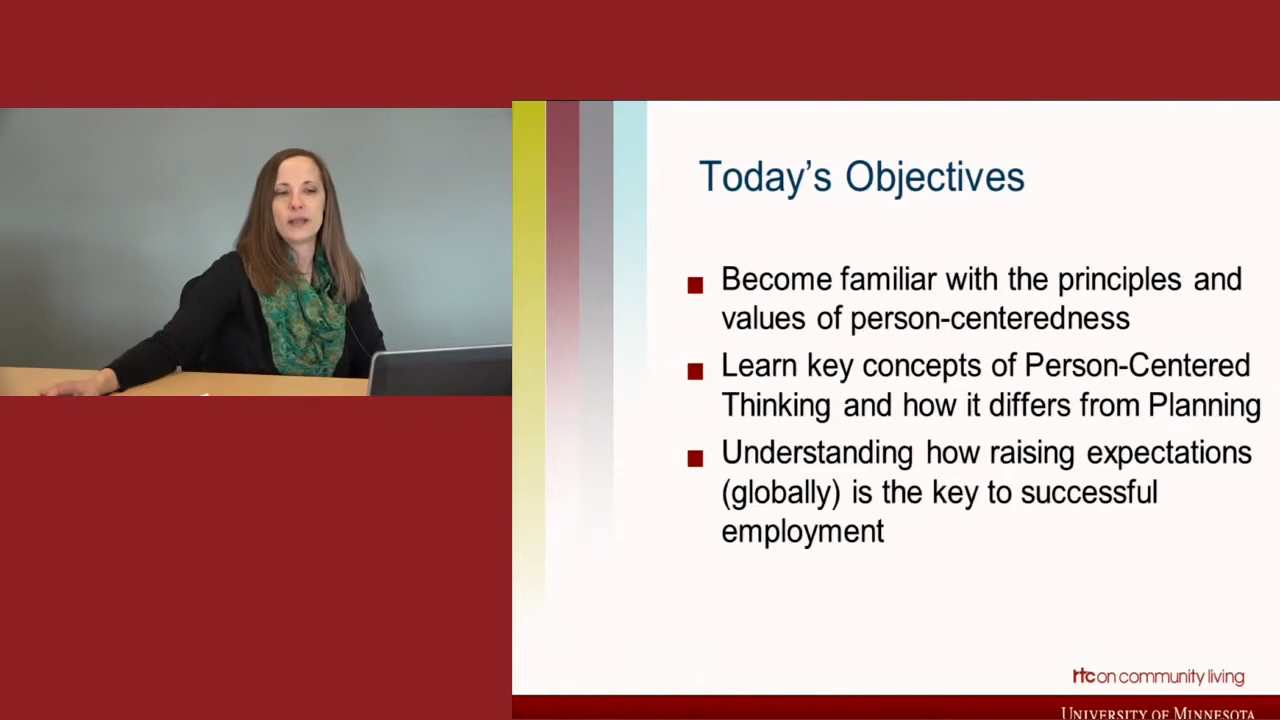 Today's Objectives
Become familiar with the principles and
values of person-centeredness
Learn key concepts of Person-Centered
Thinking and how it differs from Planning
Understanding how raising expectations
(globally) is the key to successful
employment
rtc on community living
UNIVERSITY OF MINNESOTA